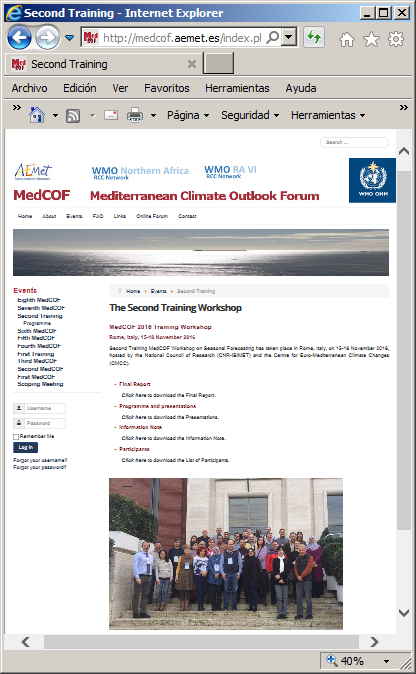 Second Training - Internet Explorer
http://medcof.aemet.es/index.pl
Second Training
Archivo Edición Ver Favoritos Herramientas Ayuda
Página Seguridad Herramientas
Search ...
AEMet
WMO Northern Africa
RCC Network
WMO RA VI
RCC Network
WMO OMM
MedCOF Mediterranean Climate Outlook Forum
Home About Events FAQ Links Online Forum Contact
Events
Eighth MedCOF
Seventh MedCOF
Second Training
Programme
Sixth MedCOF
Fifth MedCOF
Fourth MedCOF
First Training
Third MedCOF
Second MedCOF
First MedCOF
Scoping Meeting
Username
Password
Remember Me
Log in
Forgot your username?
Forgot your password?
Home Events Second Training
The Second Training Workshop
MedCOF 2016 Training Workshop
Rome, Italy, 15-18 November 2016
Second Training MedCOF Workshop on Seasonal Forecasting has taken place in Rome, Italy, on 15-18 November 2016,
hosted by the National Council of Research (CNR-IBIMET) and the Centre for Euro-Mediterranean Climate Changes
(CMCC).
Final Report
Click here to download the Final Report.
Programme and presentations
Click here to download the Presentations.
Information Note
Click here to download the Information Note.
Participants
Click here to download the List of Participants.
40%